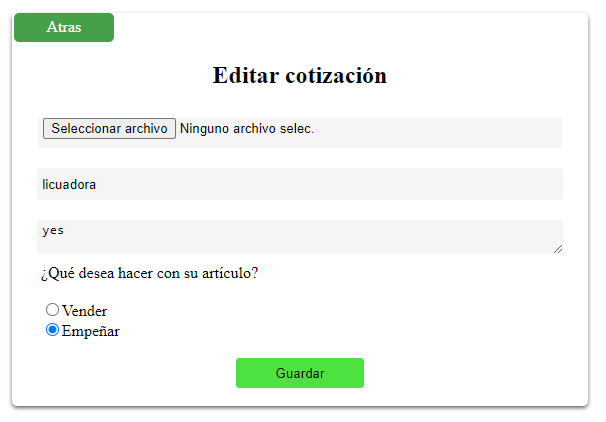 Atras
Editar cotización
Seleccionar archivo Ninguno archivo selec.
licuadora
yes
¿Qué desea hacer con su artículo?
Vender
Empeñar
Guardar